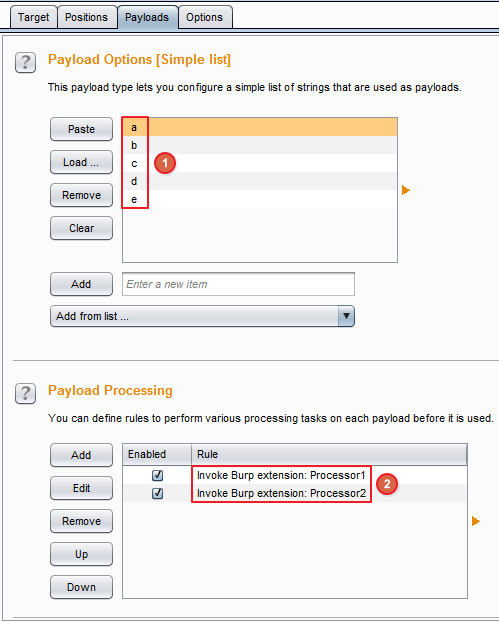 Target Positions Payloads Options
? Payload Options [Simple list]
This payload type lets you configure a simple list of strings that are used as payloads.
Paste a
b
Load ... c 1
d
Remove e
Clear
Add Enter a new item
Add from list ...
? Payload Processing
You can define rules to perform various processing tasks on each payload before it is used.
Add Enabled Rule
Invoke Burp extension: Processor1
Edit Invoke Burp extension: Processor2 2
Remove
Up
Down